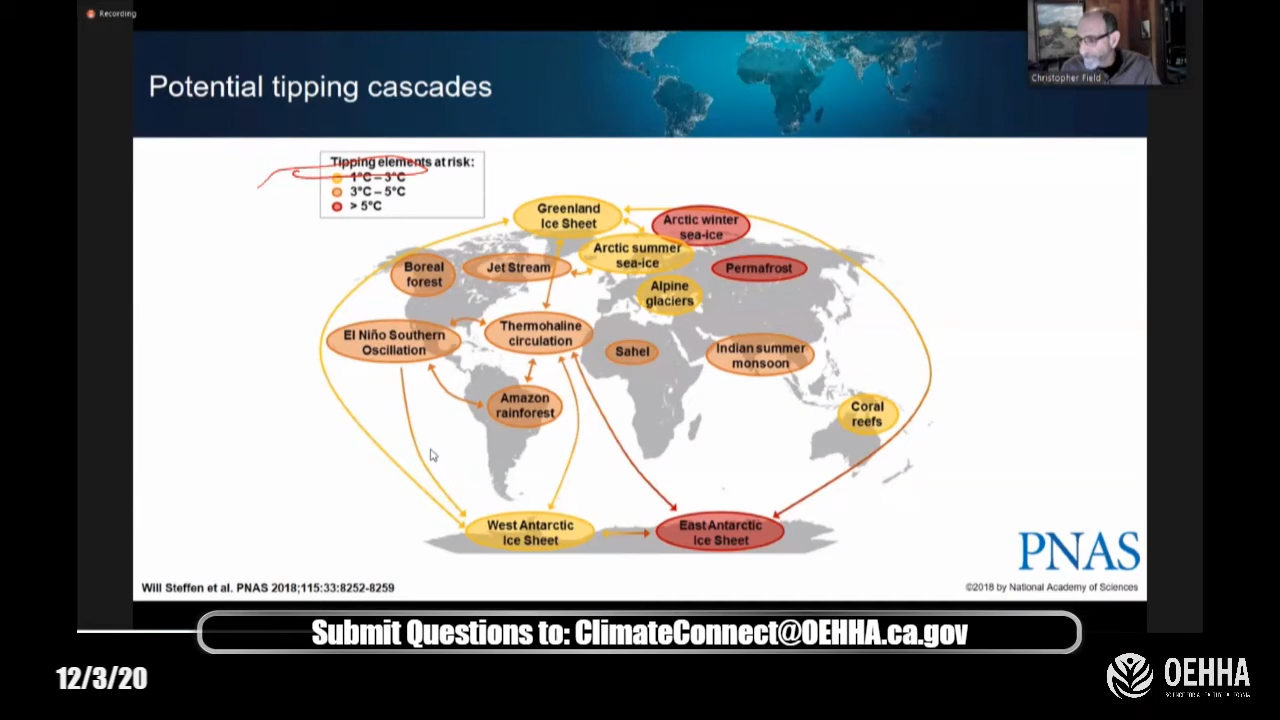 Recording
Christopher Field
Potential tipping cascades
Tipping elements at risk:
1°C – 3°C
3°C – 5°C
> 5°C
Greenland
Ice Sheet
Arctic winter
sea-ice
Arctic summer
sea-ice
Boreal
forest
Jet Stream
Permafrost
Alpine
glaciers
El Niño Southern
Oscillation
Thermohaline
circulation
Sahel
Indian summer
monsoon
Amazon
rainforest
Coral
reefs
West Antarctic
Ice Sheet
East Antarctic
Ice Sheet
PNAS
Will Steffen et al. PNAS 2018;115:33:8252-8259
©2018 by National Academy of Sciences
Submit Questions to: ClimateConnect@OEHHA.ca.gov
12/3/20
OEHHA